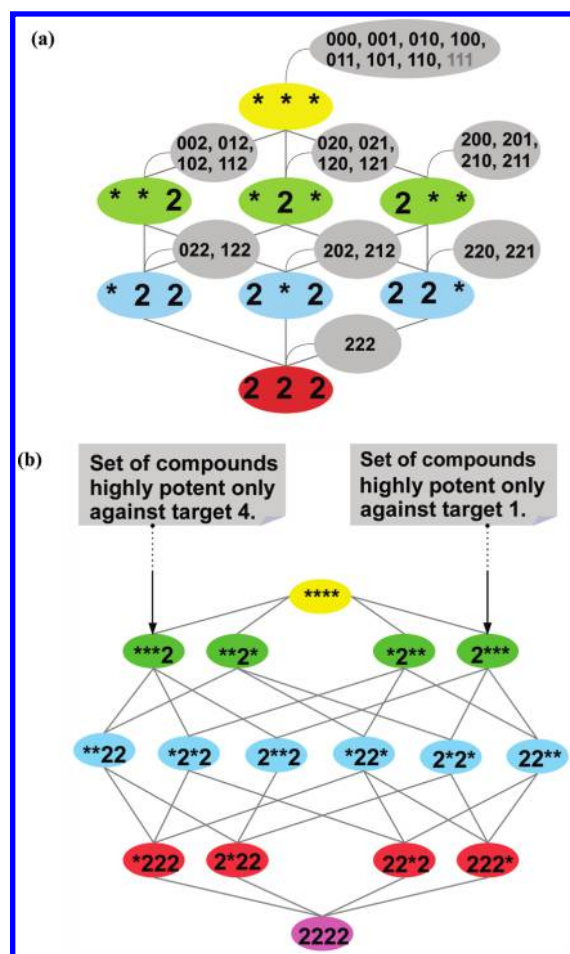 (a)
000, 001, 010, 100,
011, 101, 110, 111
* * *
002, 012,
102, 112
020, 021,
120, 121
200, 201,
210, 211
* * 2
* 2 *
2 * *
022, 122
202, 212
220, 221
* 2 2
2 * 2
2 2 *
222
2 2 2
(b)
Set of compounds
highly potent only
against target 4.
Set of compounds
highly potent only
against target 1.
****
***2
**2*
*2**
2***
**22
*2*2
2**2
*22*
2*2*
22**
*222
2*22
22*2
222*
2222